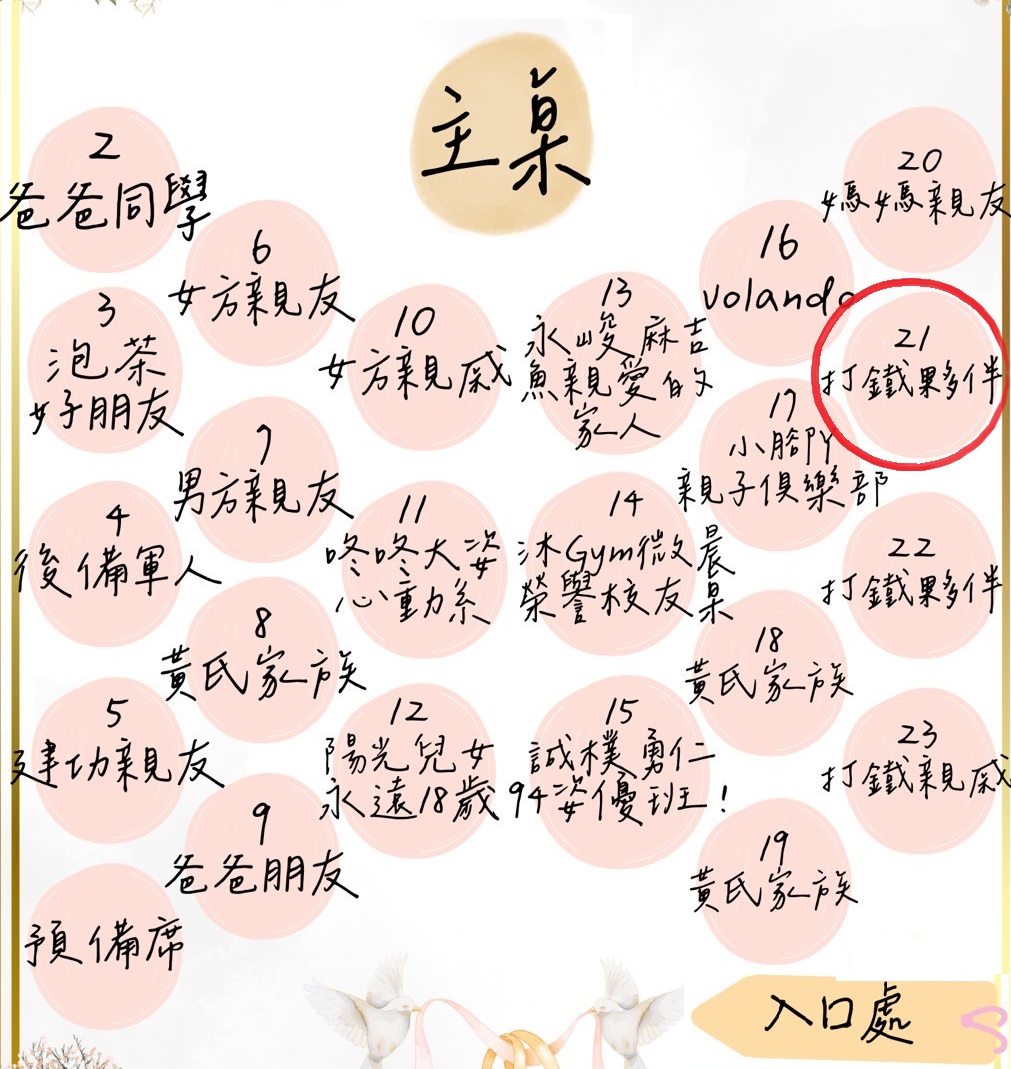 主桌
2
爸爸同學
3
泡茶
好朋友
4
後備軍人
5
建功親友
預備席
6
女方親友
7
男方親友
8
黃氏家族
9
爸爸朋友
10
女方親戚
11
咚咚大姿
心動系
12
陽光兒女
永遠18歲
13
永峻麻吉
魚親愛的
家人
14
沐Gym微晨
榮譽校友杲
15
誠樸勇仁
94姿優班！
16
volando
17
小腳丫
親子俱樂部
18
黃氏家族
19
黃氏家族
20
媽媽親友
21
打鐵夥伴
22
打鐵夥伴
23
打鐵親戚
入口處